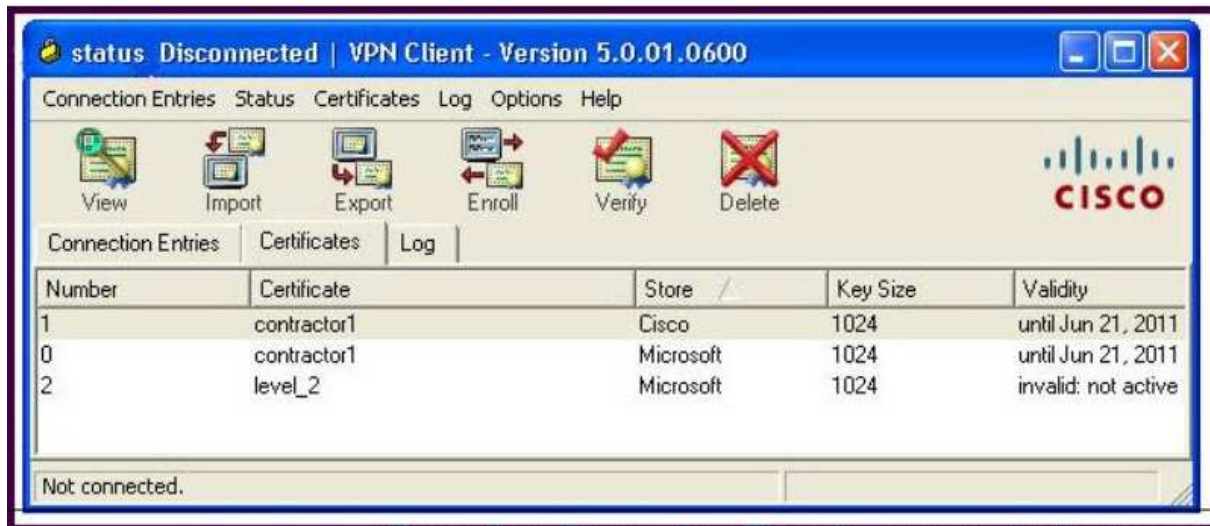 status Disconnected | VPN Client - Version 5.0.01.0600
Connection Entries Status Certificates Log Options Help
View Import Export Enroll Verify Delete
CISCO
Connection Entries Certificates Log
Number Certificate Store Key Size Validity
1 contractor1 Cisco 1024 until Jun 21, 2011
0 contractor1 Microsoft 1024 until Jun 21, 2011
2 level_2 Microsoft 1024 invalid: not active
Not connected.